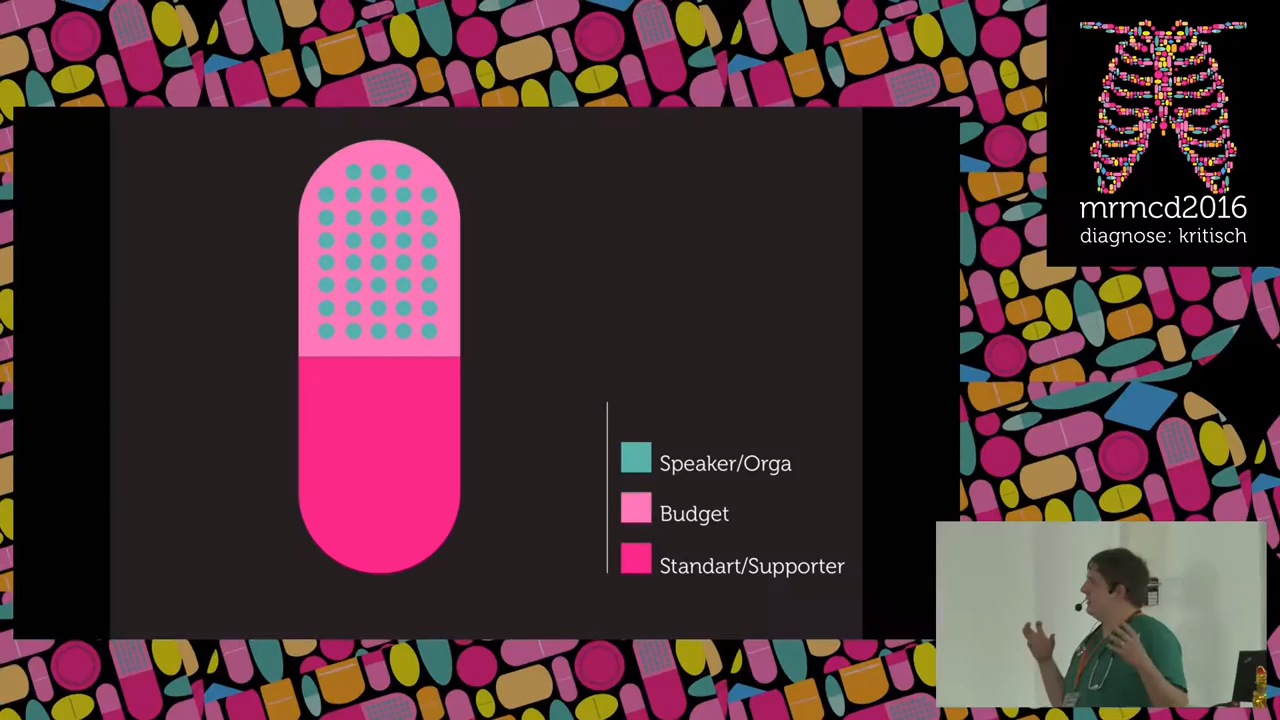 mrmcd2016
diagnose: kritisch
Speaker/Orga
Budget
Standart/Supporter